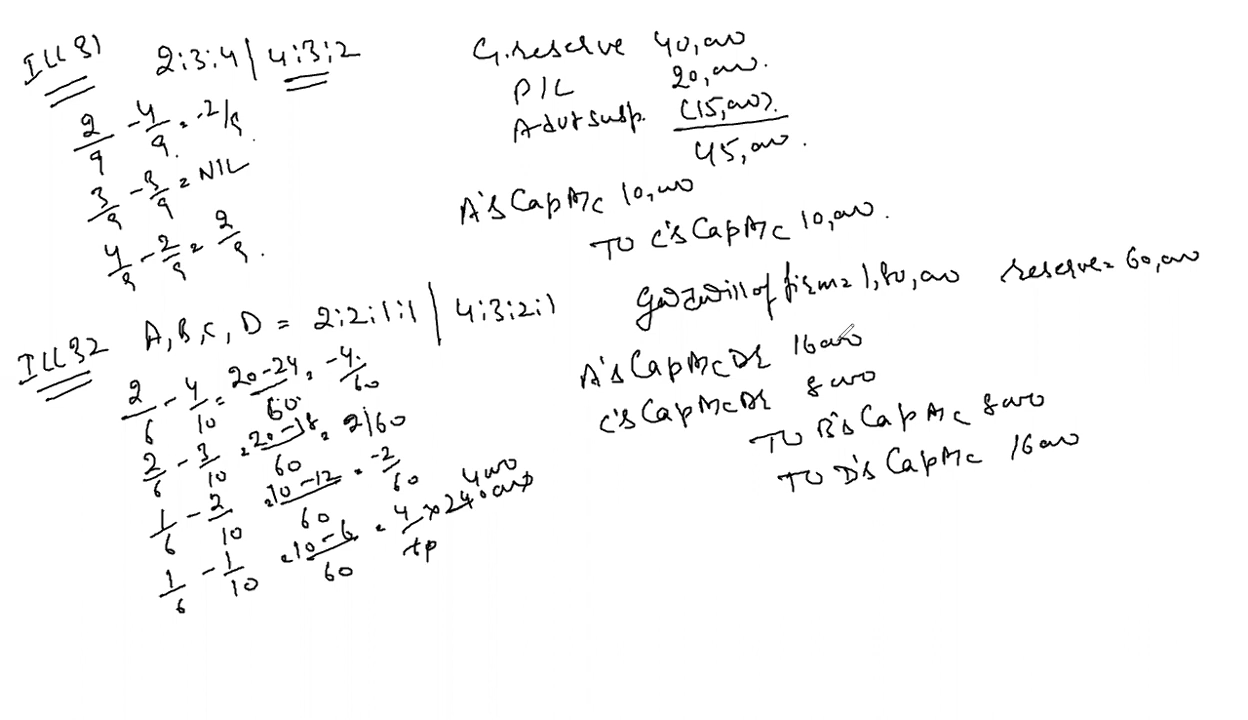 ILL 31 2:3:4 | 4:3:2
2/9 - 4/9 = -2/9.
3/9 - 3/9 = NIL
4/9 - 2/9 = 2/9.
G.reserve 40,000
P/L 20,000.
Advt susp. (15,000).
45,000.
A's Cap A/c 10,000
TO C's Cap A/c 10,000.
ILL 32 A, B, C, D = 2:2:1:1 | 4:3:2:1
goodwill of firm = 1,80,000 reserve = 60,000
2/6 - 4/10 = 20-24/60 = -4/60
2/6 - 3/10 = 20-18/60 = 2/60
1/6 - 2/10 = 10-12/60 = -2/60
1/6 - 1/10 = 10-6/60 = 4/60 × 240000 4000
A's Cap A/c Dr 16000
C's Cap A/c Dr 8000
TO B's Cap A/c 8000
TO D's Cap A/c 16000